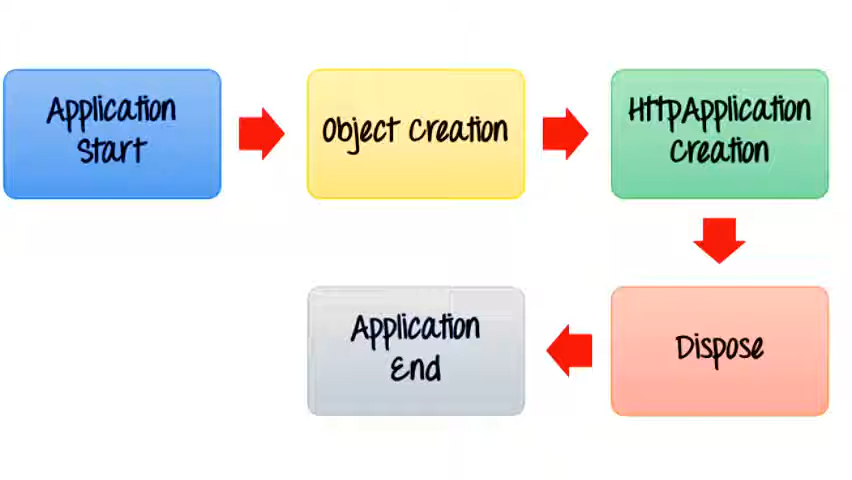 Application
Start
Object Creation
HttpApplication
Creation
Dispose
Application
End